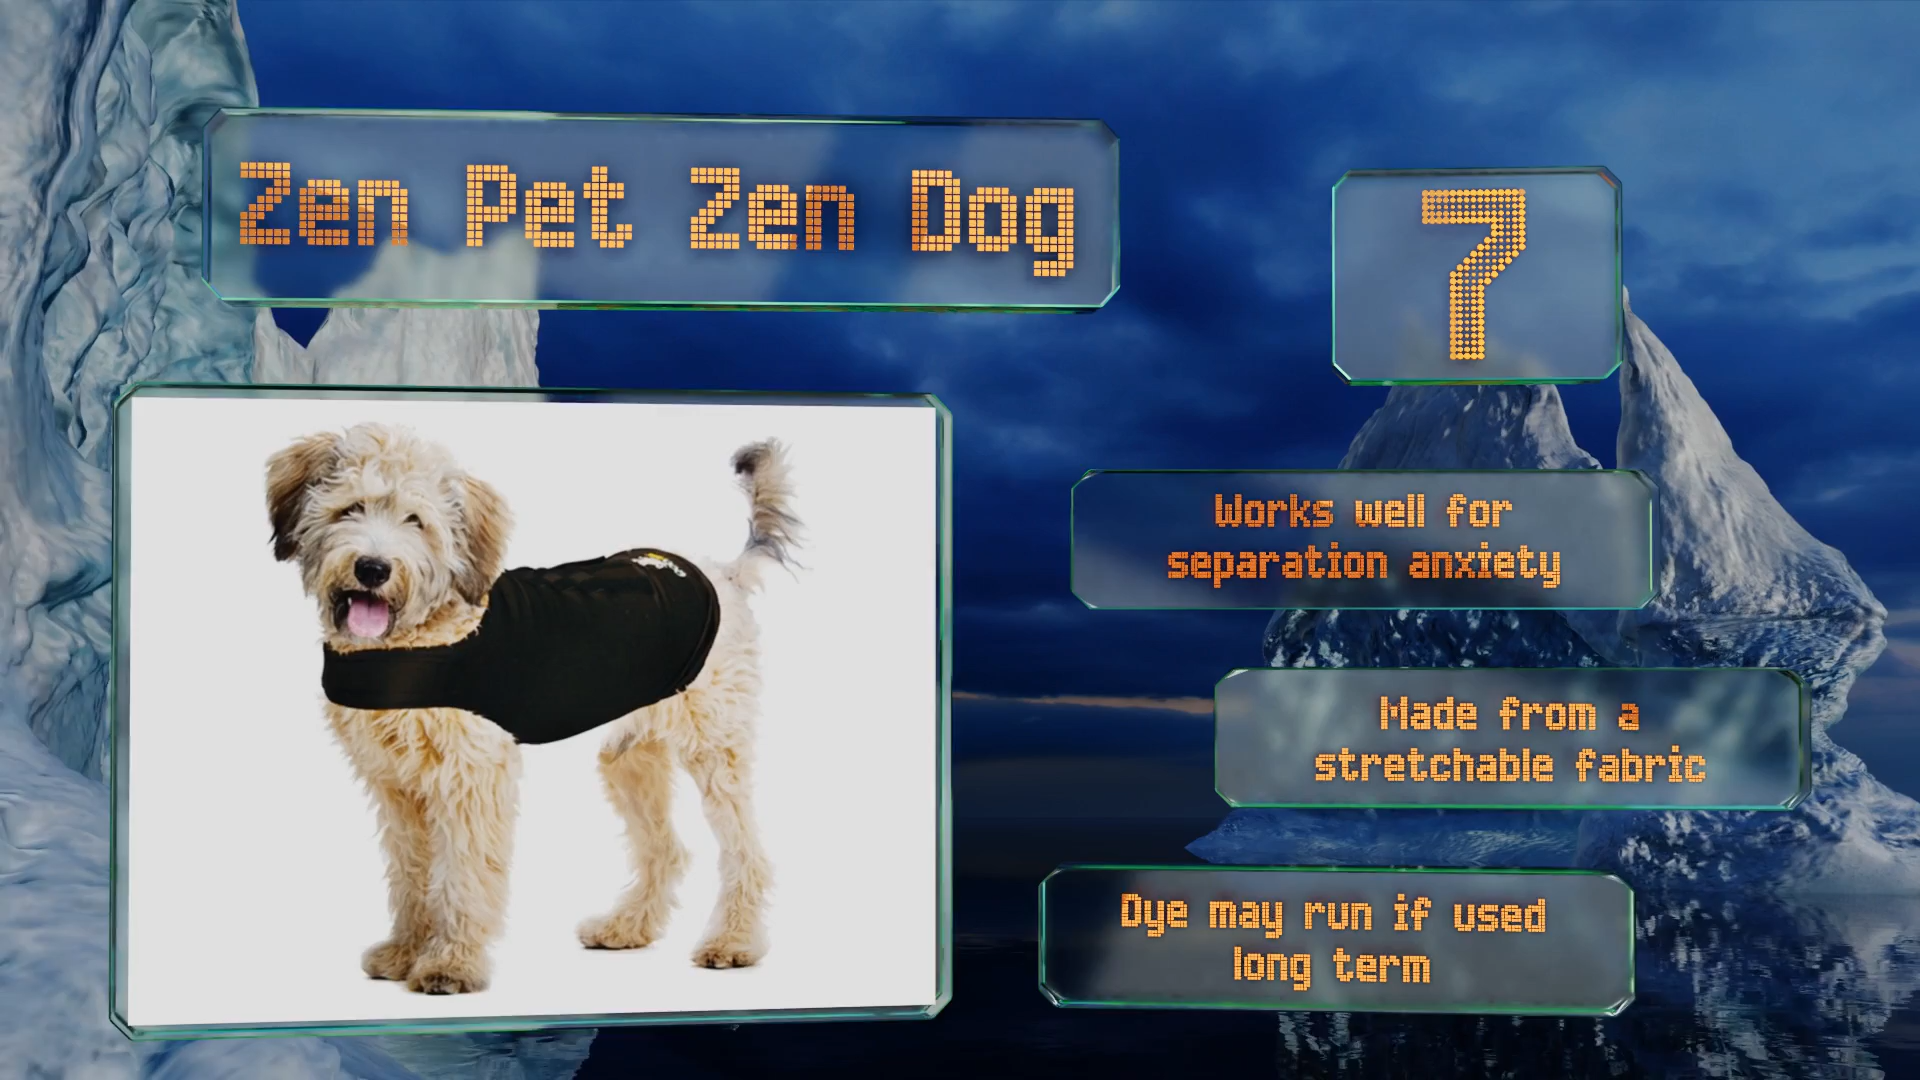 Zen Pet Zen Dog
7
Works well for
separation anxiety
Made from a
stretchable fabric
Dye may run if used
long term